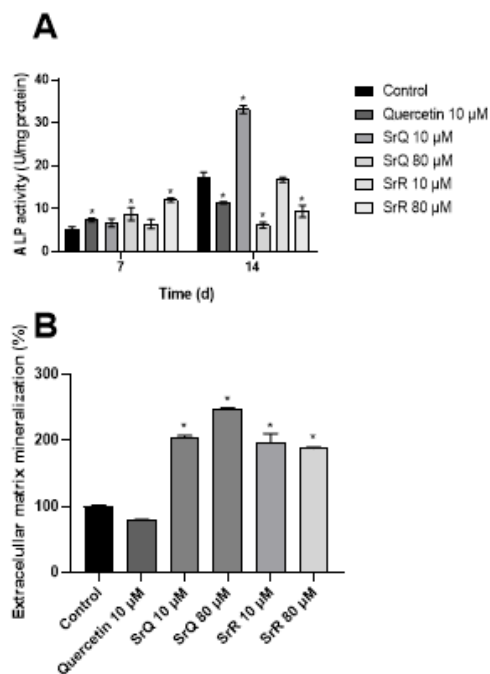 A
ALP activity (U/mg protein)
40
30
20
10
0
7
14
Time (d)
*
*
*
*
*
*
*
Control
Quercetin 10 µM
SrQ 10 µM
SrQ 80 µM
SrR 10 µM
SrR 80 µM
B
Extracelullar matrix mineralization (%)
300
200
100
0
*
*
*
*
Control
Quercetin 10 µM
SrQ 10 µM
SrQ 80 µM
SrR 10 µM
SrR 80 µM